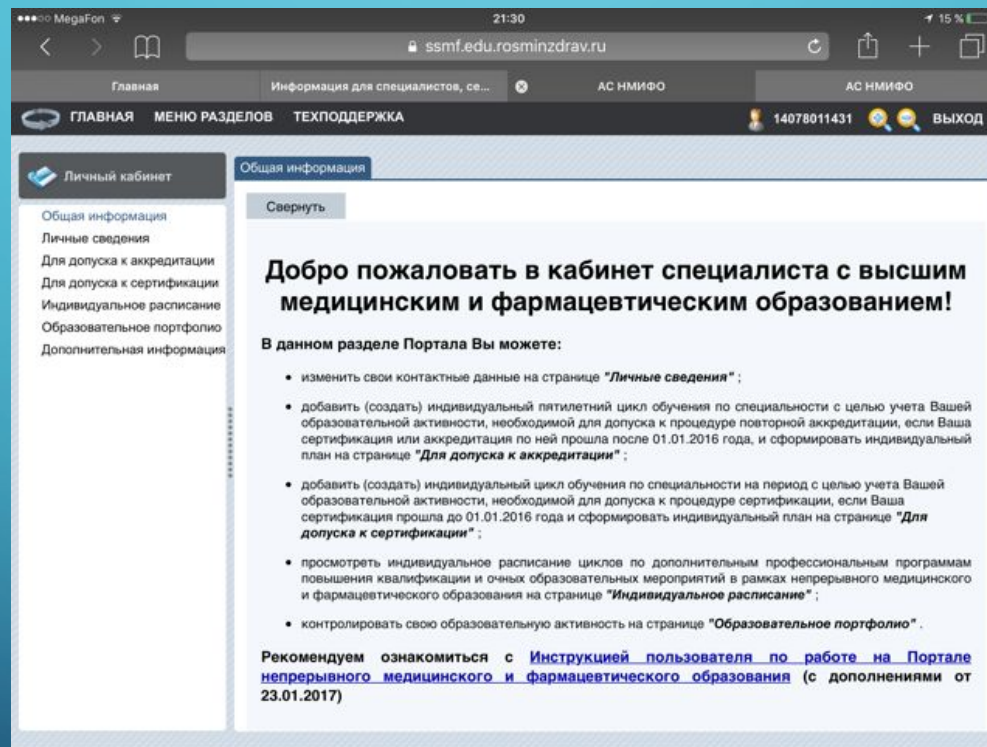 MegaFon 21:30 15 %
ssmf.edu.rosminzdrav.ru
Главная Информация для специалистов, се... АС НМИФО АС НМИФО
ГЛАВНАЯ МЕНЮ РАЗДЕЛОВ ТЕХПОДДЕРЖКА 14078011431 ВЫХОД
Личный кабинет
Общая информация
Личные сведения
Для допуска к аккредитации
Для допуска к сертификации
Индивидуальное расписание
Образовательное портфолио
Дополнительная информация
Общая информация
Свернуть
Добро пожаловать в кабинет специалиста с высшим
медицинским и фармацевтическим образованием!
В данном разделе Портала Вы можете:
• изменить свои контактные данные на странице "Личные сведения" ;
• добавить (создать) индивидуальный пятилетний цикл обучения по специальности с целью учета Вашей
образовательной активности, необходимой для допуска к процедуре повторной аккредитации, если Ваша
сертификация или аккредитация по ней прошла после 01.01.2016 года, и сформировать индивидуальный
план на странице "Для допуска к аккредитации" ;
• добавить (создать) индивидуальный цикл обучения по специальности на период с целью учета Вашей
образовательной активности, необходимой для допуска к процедуре сертификации, если Ваша
сертификация прошла до 01.01.2016 года и сформировать индивидуальный план на странице "Для
допуска к сертификации" ;
• просмотреть индивидуальное расписание циклов по дополнительным профессиональным программам
повышения квалификации и очных образовательных мероприятий в рамках непрерывного медицинского
и фармацевтического образования на странице "Индивидуальное расписание" ;
• контролировать свою образовательную активность на странице "Образовательное портфолио" .
Рекомендуем ознакомиться с Инструкцией пользователя по работе на Портале
непрерывного медицинского и фармацевтического образования (с дополнениями от
23.01.2017)